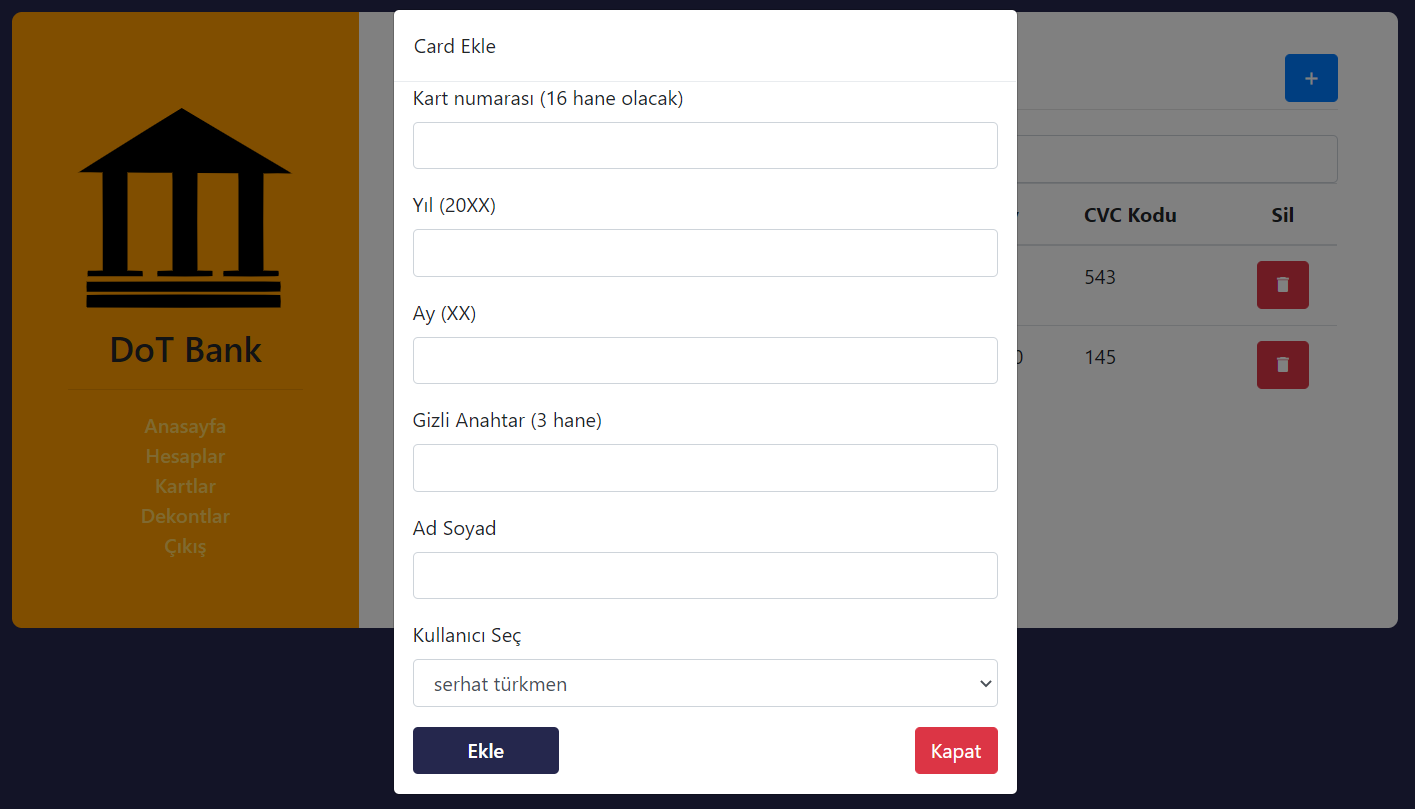 DoT Bank
Anasayfa
Hesaplar
Kartlar
Dekontlar
Çıkış
Card Ekle
Kart numarası (16 hane olacak)
Yıl (20XX)
Ay (XX)
Gizli Anahtar (3 hane)
Ad Soyad
Kullanıcı Seç
serhat türkmen
Ekle
Kapat
+
CVC Kodu Sil
543
145